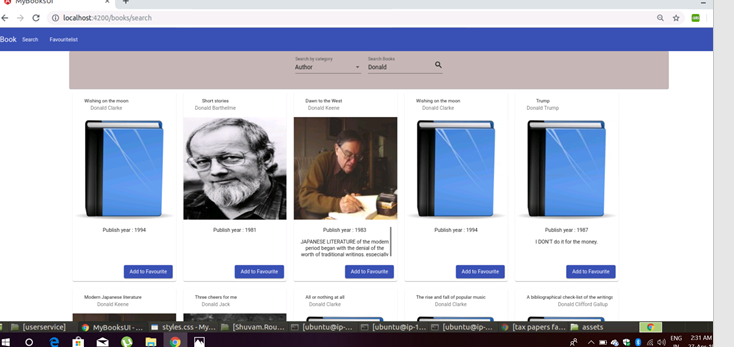 MyBooksUI
localhost:4200/books/search
Book Search Favouritelist
Search by category
Author
Search Books
Donald
Wishing on the moon
Donald Clarke
Publish year : 1994
Add to Favourite
Short stories
Donald Barthelme
Publish year : 1981
Add to Favourite
Dawn to the West
Donald Keene
Publish year : 1983
JAPANESE LITERATURE of the modern
period began with the denial of the
worth of traditional writings, especially
Add to Favourite
Wishing on the moon
Donald Clarke
Publish year : 1994
Add to Favourite
Trump
Donald Trump
Publish year : 1987
I DON'T do it for the money.
Add to Favourite
Modern Japanese literature
Donald Keene
Three cheers for me
Donald Jack
All or nothing at all
Donald Clarke
The rise and fall of popular music
Donald Clarke
A bibliographical check-list of the writings
Donald Clifford Gallup
[userservice]
MyBooksUI - ...
styles.css - My...
[Shuvam.Rou...
[ubuntu@ip-...
[ubuntu@ip-1...
[ubuntu@ip-...
[tax papers fa...
assets
ENG
IN
2:31 AM